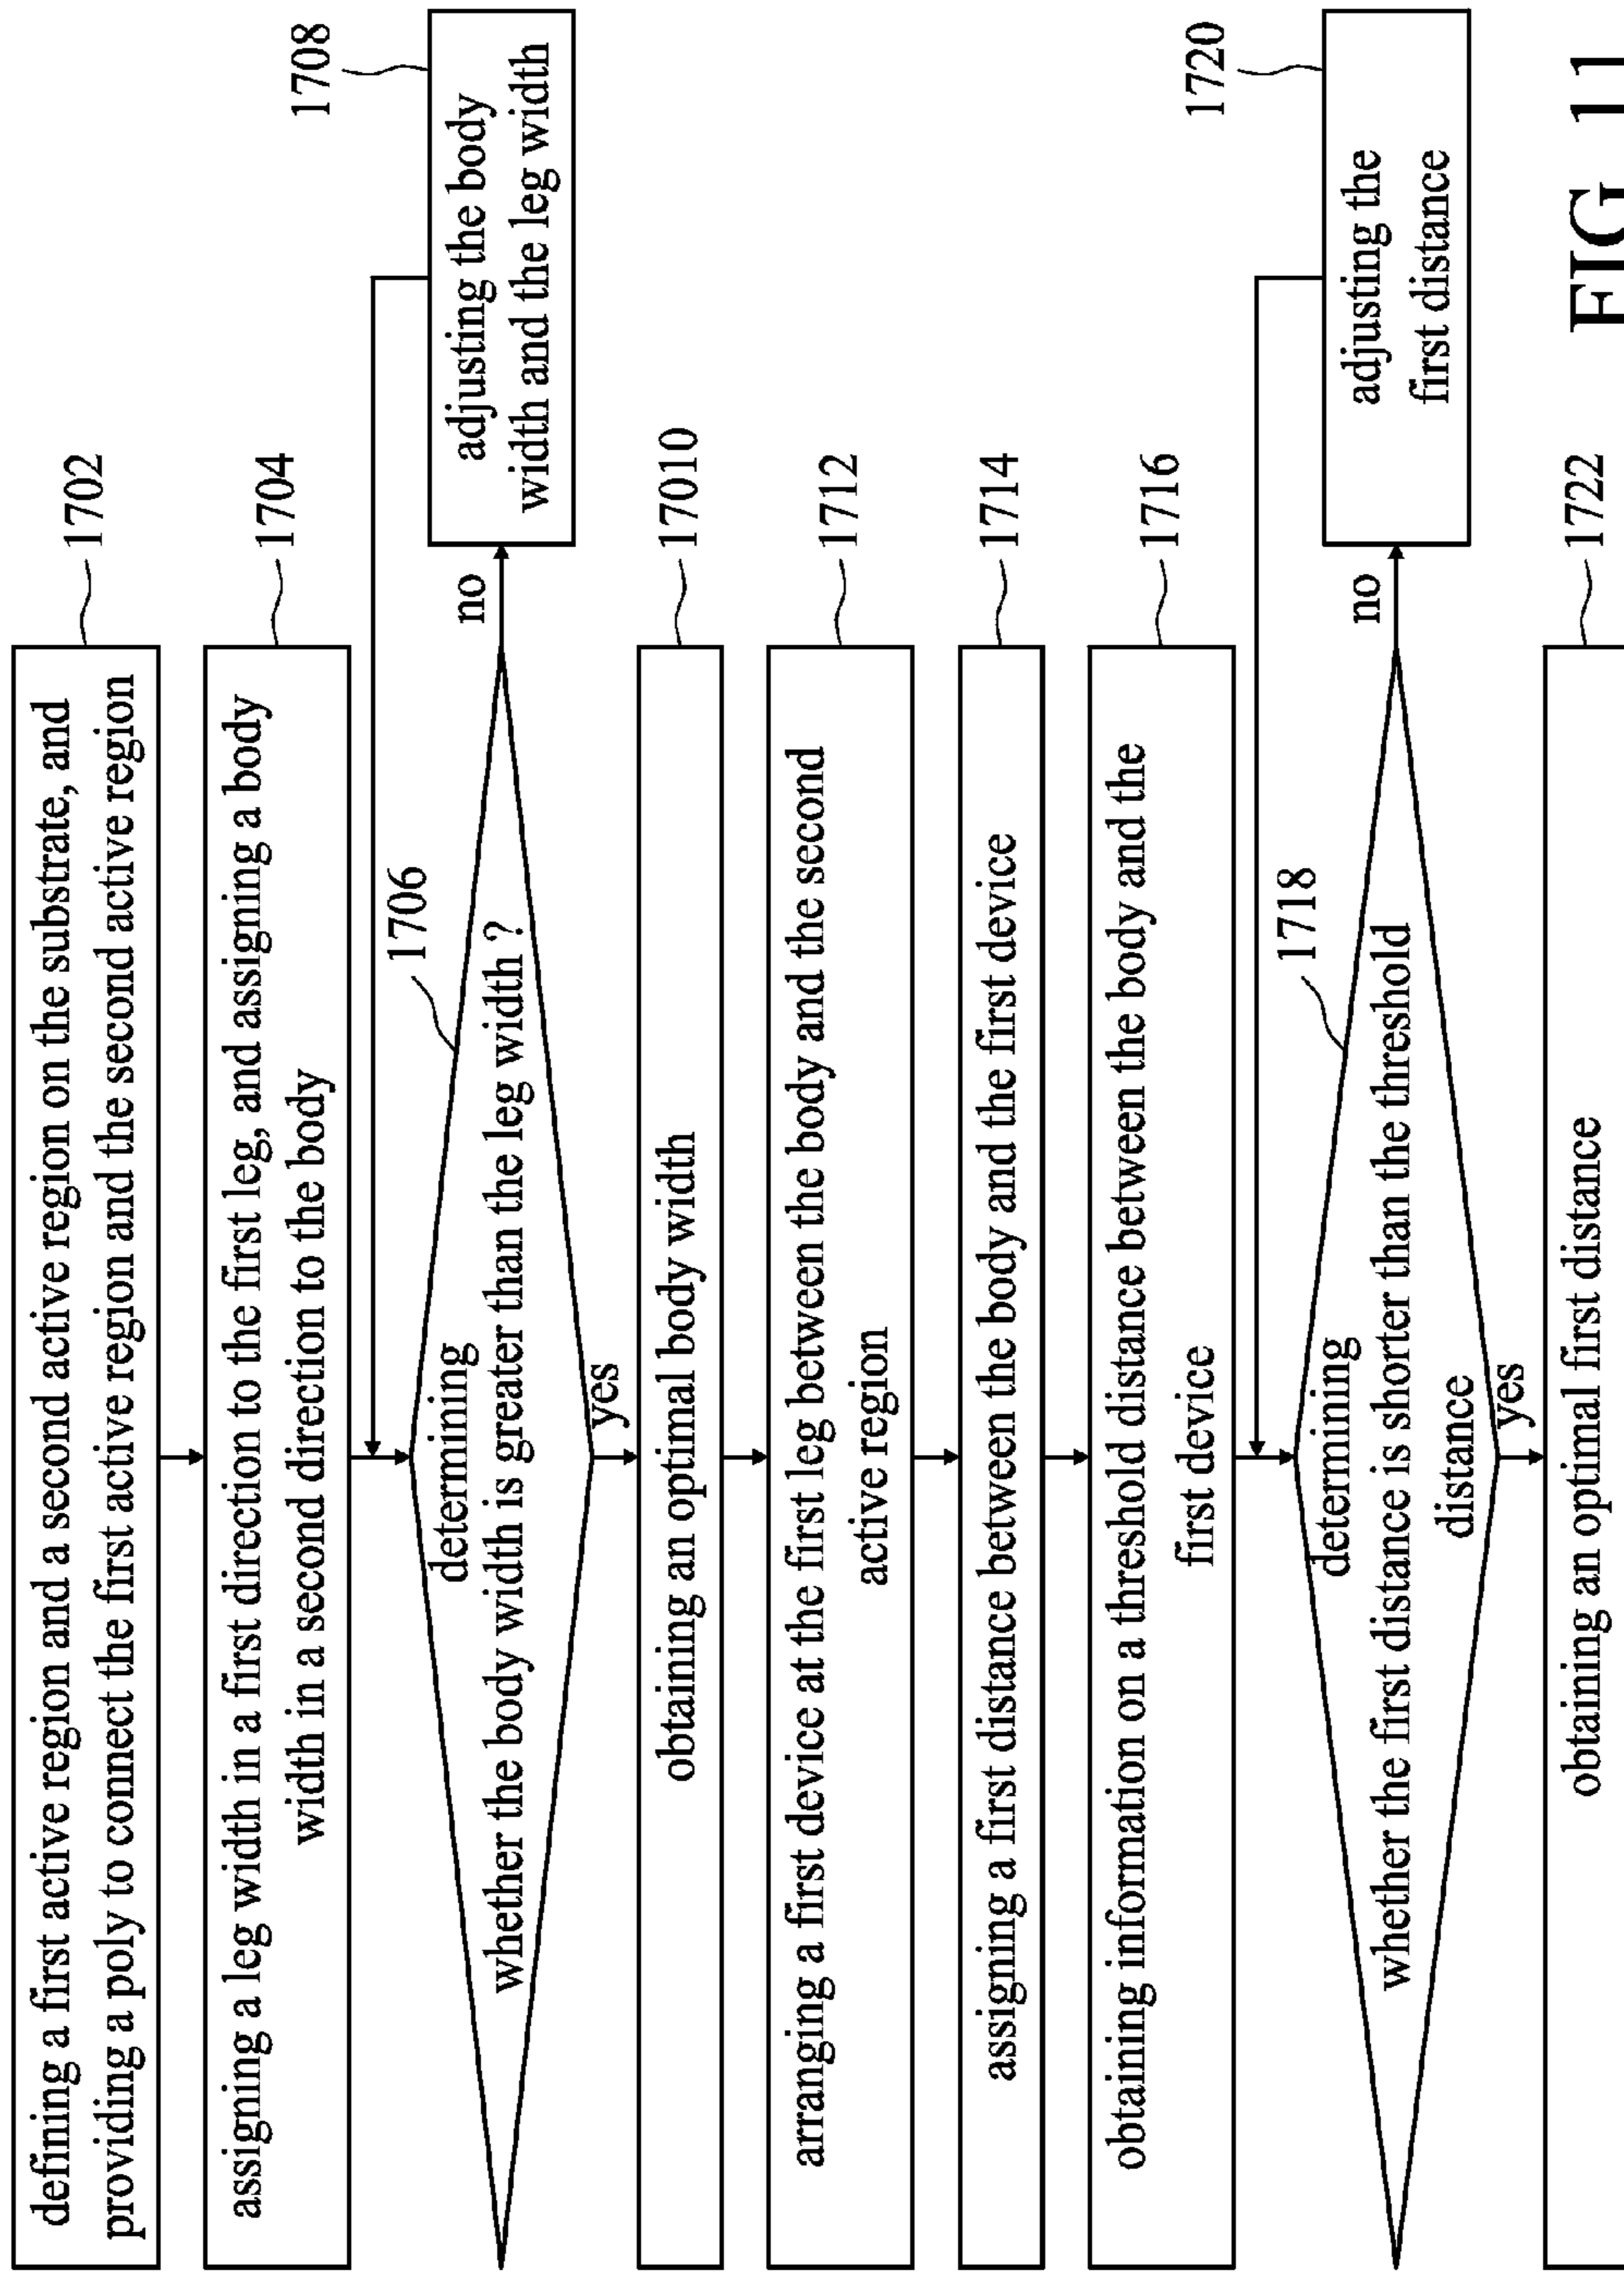 defining a first active region and a second active region on the substrate, and
providing a poly to connect the first active region and the second active region
1702
assigning a leg width in a first direction to the first leg, and assigning a body
width in a second direction to the body
1704
determining
whether the body width is greater than the leg width ?
1706
no
adjusting the body
width and the leg width
1708
yes
obtaining an optimal body width
17010
arranging a first device at the first leg between the body and the second
active region
1712
assigning a first distance between the body and the first device
1714
obtaining information on a threshold distance between the body and the
first device
1716
determining
whether the first distance is shorter than the threshold
distance
1718
no
adjusting the
first distance
1720
yes
obtaining an optimal first distance
1722
FIG 11